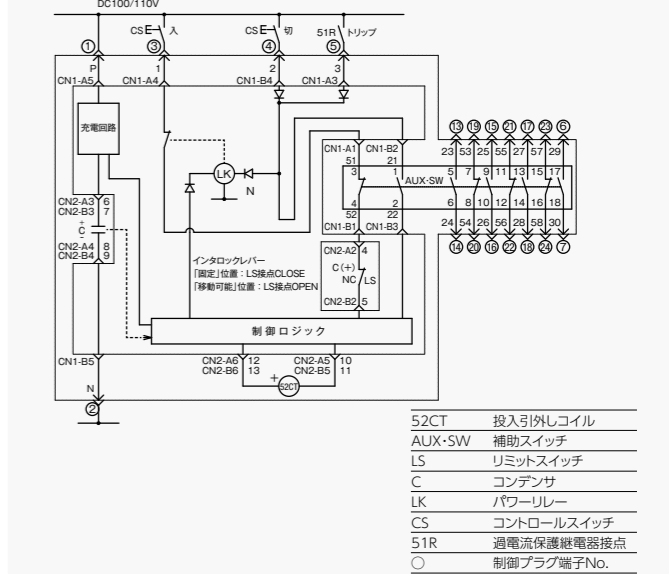 DC100/110V
CS 入
CS 切
51R トリップ
① ③ ④ ⑤
P 1 2 3
CN1-A5 CN1-A4 CN1-B4 CN1-A3
充電回路
LK
N
CN1-A1 CN1-B2
51 21
3 1
AUX・SW
4 2
52 22
CN1-B1 CN1-B3
⑬ ⑲ ⑮ ㉑ ⑰ ㉓ ⑥
23 53 25 55 27 57 29
5 7 9 11 13 15 17
6 8 10 12 14 16 18
24 54 26 56 28 58 30
⑭ ⑳ ⑯ ㉒ ⑱ ㉔ ⑦
CN2-A3 6
CN2-B3 7
+
C
-
CN2-A4 8
CN2-B4 9
インタロックレバー
「固定」位置：LS接点CLOSE
「移動可能」位置：LS接点OPEN
CN2-A2 4
C(+)
NC LS
CN2-B2 5
制御ロジック
CN1-B5
CN2-A6 12
CN2-B6 13
CN2-A5 10
CN2-B5 11
+
52CT
N
②
52CT 投入引外しコイル
AUX・SW 補助スイッチ
LS リミットスイッチ
C コンデンサ
LK パワーリレー
CS コントロールスイッチ
51R 過電流保護継電器接点
○ 制御プラグ端子No.